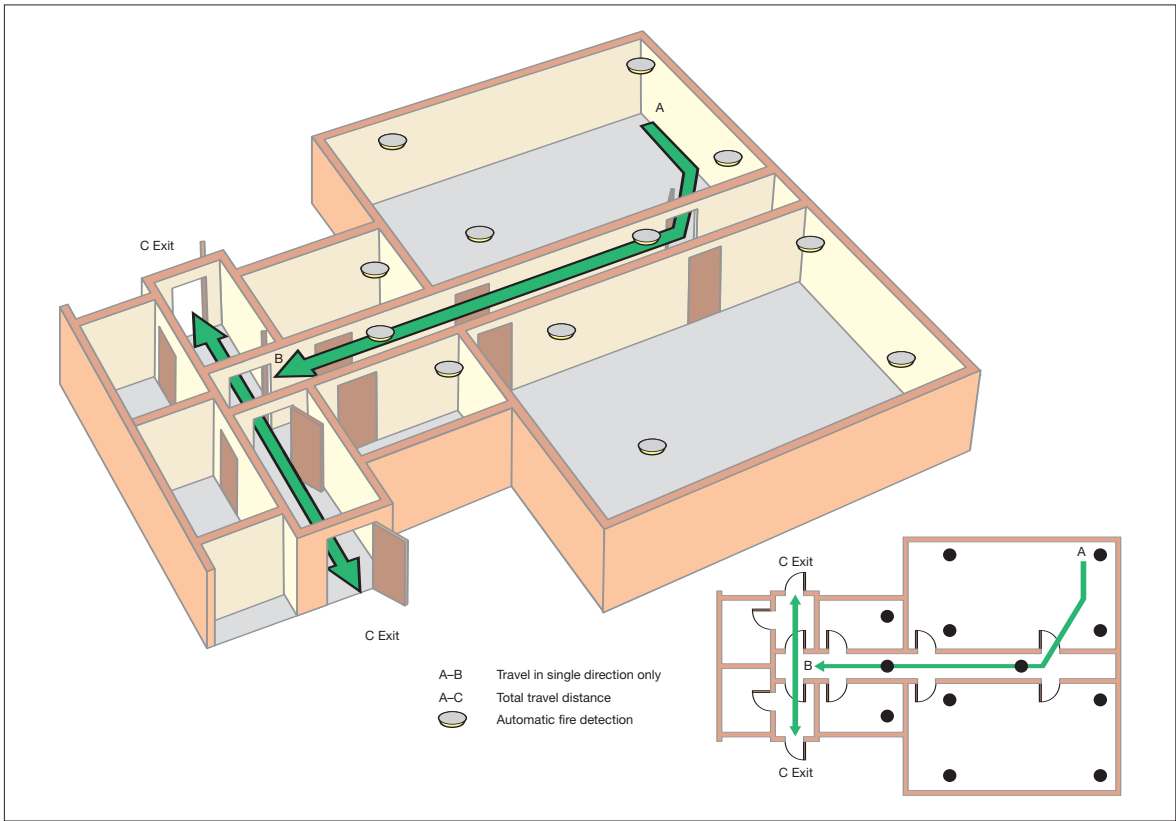 A
C Exit
B
C Exit
A–B Travel in single direction only
A–C Total travel distance
Automatic fire detection
C Exit
A
B
C Exit